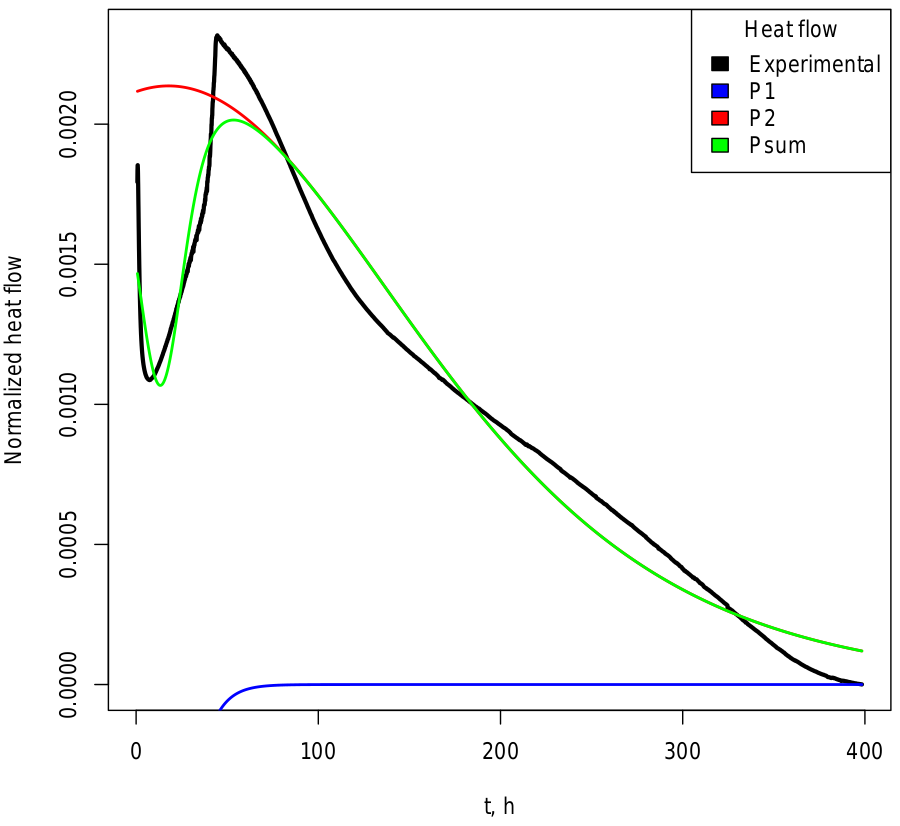 Heat flow
Experimental
P1
P2
Psum
Normalized heat flow
0.0020
0.0015
0.0010
0.0005
0.0000
0 100 200 300 400
t, h